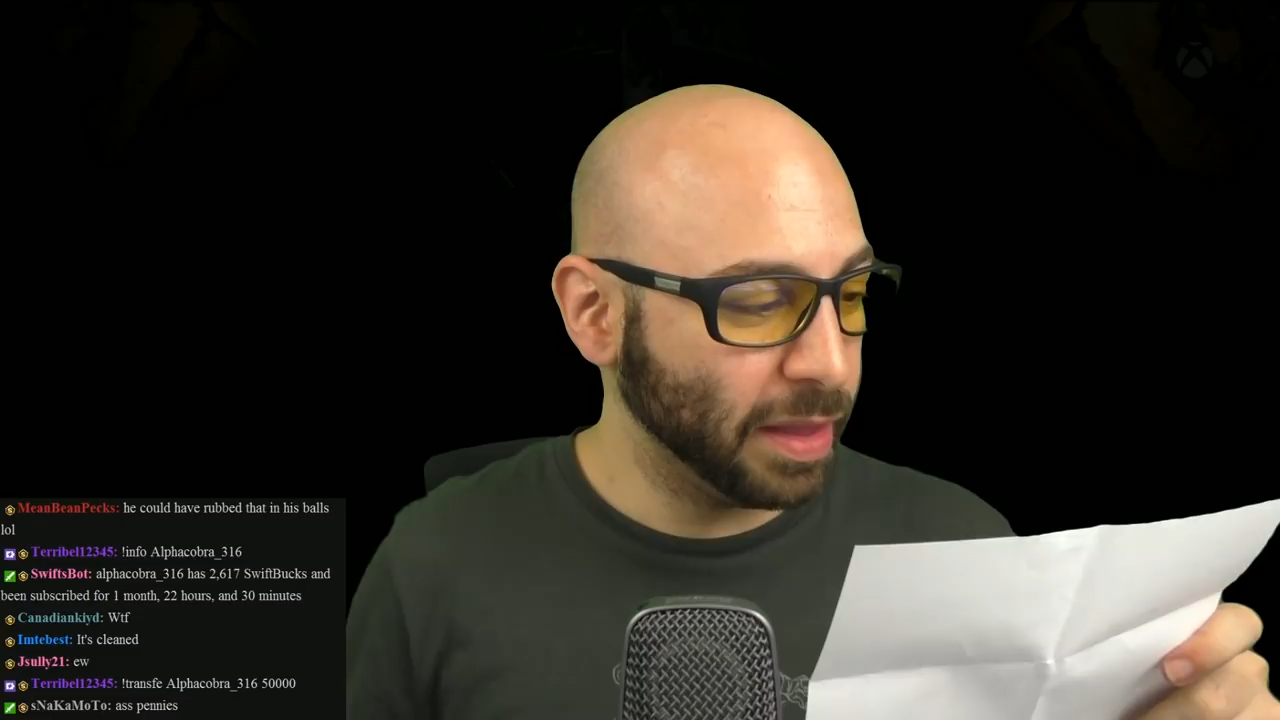 MeanBeanPecks: he could have rubbed that in his balls
lol
Terribel12345: !info Alphacobra_316
SwiftsBot: alphacobra_316 has 2,617 SwiftBucks and
been subscribed for 1 month, 22 hours, and 30 minutes
Canadiankiyd: Wtf
Imtebest: It's cleaned
Jsully21: ew
Terribel12345: !transfe Alphacobra_316 50000
sNaKaMoTo: ass pennies